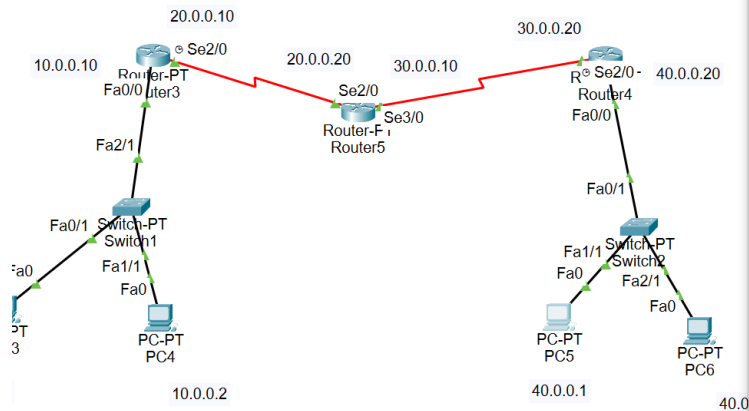 20.0.0.10
30.0.0.20
Se2/0
10.0.0.10
20.0.0.20
30.0.0.10
Se2/0
40.0.0.20
Router-PT
uter3
Fa0/0
Se2/0
Router4
Se3/0
Fa0/0
Router-P
Router5
Fa2/1
Fa0/1
Fa0/1
Switch-PT
Switch1
Switch-PT
Switch2
Fa0
Fa1/1
Fa0
Fa1/1
Fa0
Fa2/1
Fa0
PT
3
PC-PT
PC4
PC-PT
PC5
PC-PT
PC6
10.0.0.2
40.0.0.1
40.0